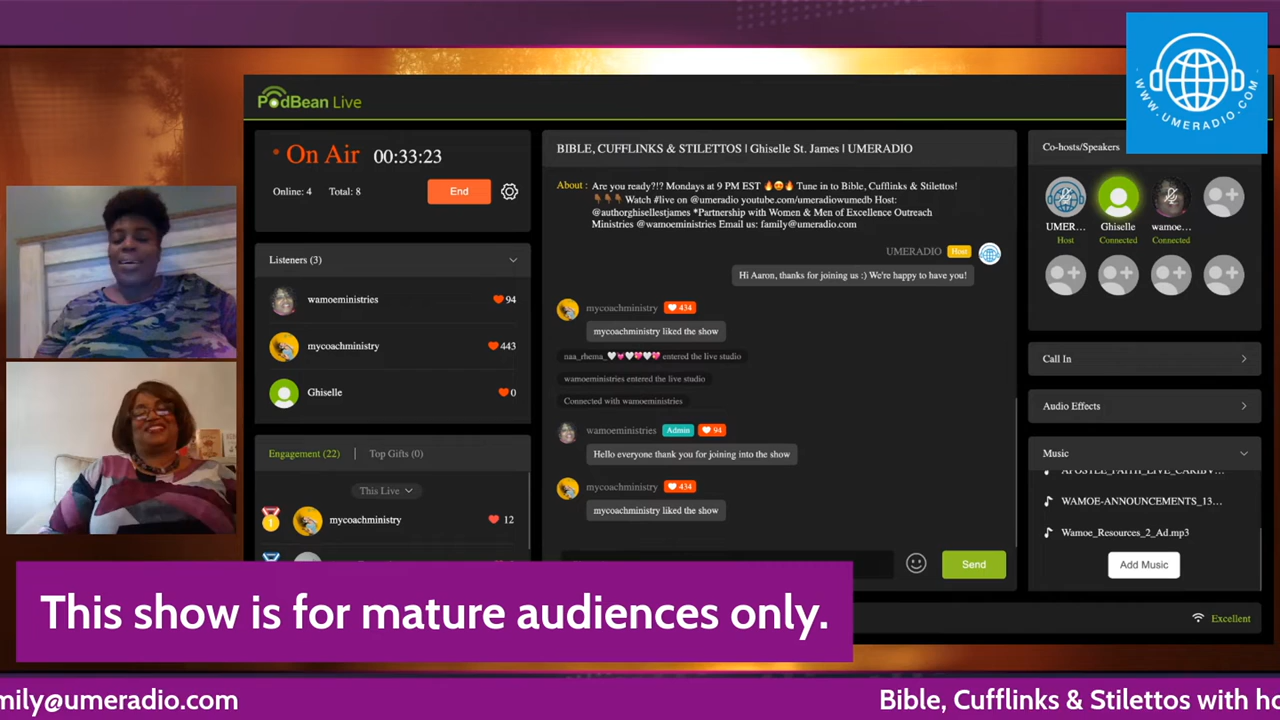 WWW.UMERADIO.COM
PodBean Live
On Air 00:33:23
Online: 4 Total: 8
End
Listeners (3)
wamoeministries 94
mycoachministry 443
Ghiselle 0
Engagement (22) | Top Gifts (0)
This Live
mycoachministry 12
BIBLE, CUFFLINKS & STILETTOS | Ghiselle St. James | UMERADIO
About : Are you ready?!? Mondays at 9 PM EST 🔥😍🔥 Tune in to Bible, Cufflinks & Stilettos!
👇🏾👇🏾👇🏾 Watch #live on @umeradio youtube.com/umeradiowumedb Host:
@authorghisellestjames *Partnership with Women & Men of Excellence Outreach
Ministries @wamoeministries Email us: family@umeradio.com
UMERADIO Host
Hi Aaron, thanks for joining us :) We're happy to have you!
mycoachministry 434
mycoachministry liked the show
naa_rhema_🤍💗🤍💖🤍💖 entered the live studio
wamoeministries entered the live studio
Connected with wamoeministries
wamoeministries Admin 94
Hello everyone thank you for joining into the show
mycoachministry 434
mycoachministry liked the show
Send
Co-hosts/Speakers
UMER... Ghiselle wamoe...
Host Connected Connected
Call In
Audio Effects
Music
APOSTLE_FAITH_LIVE_CARIBV...
WAMOE-ANNOUNCEMENTS_13...
Wamoe_Resources_2_Ad.mp3
Add Music
Excellent
This show is for mature audiences only.
mily@umeradio.com Bible, Cufflinks & Stilettos with ho